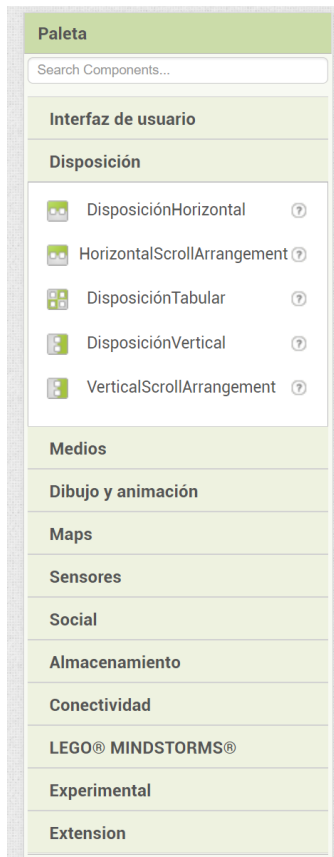 Paleta
Search Components...
Interfaz de usuario
Disposición
DisposiciónHorizontal ?
HorizontalScrollArrangement ?
DisposiciónTabular ?
DisposiciónVertical ?
VerticalScrollArrangement ?
Medios
Dibujo y animación
Maps
Sensores
Social
Almacenamiento
Conectividad
LEGO® MINDSTORMS®
Experimental
Extension